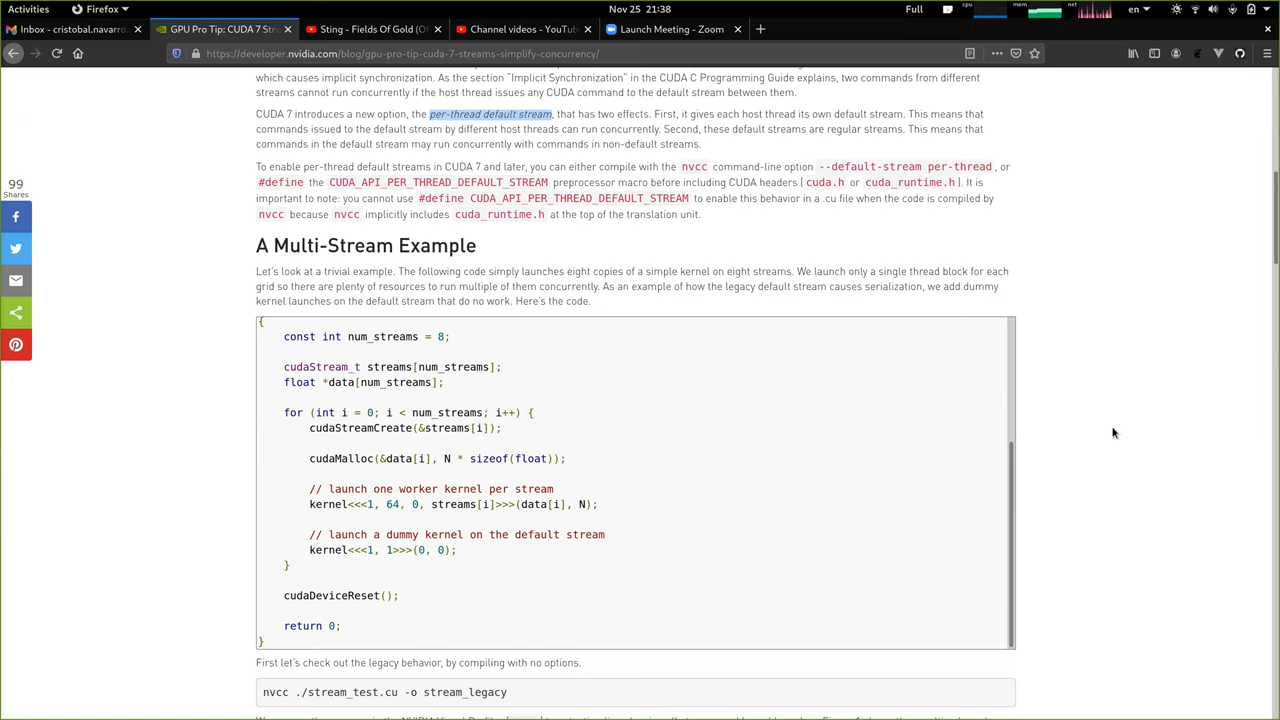 Activities
Firefox
Nov 25 21:38
Full
cpu
mem
net
en
Inbox - cristobal.navarro
GPU Pro Tip: CUDA 7 Stre
Sting - Fields Of Gold (Of
Channel videos - YouTube
Launch Meeting - Zoom
https://developer.nvidia.com/blog/gpu-pro-tip-cuda-7-streams-simplify-concurrency/
which causes implicit synchronization. As the section “Implicit Synchronization” in the CUDA C Programming Guide explains, two commands from different
streams cannot run concurrently if the host thread issues any CUDA command to the default stream between them.
CUDA 7 introduces a new option, the per-thread default stream, that has two effects. First, it gives each host thread its own default stream. This means that
commands issued to the default stream by different host threads can run concurrently. Second, these default streams are regular streams. This means that
commands in the default stream may run concurrently with commands in non-default streams.
To enable per-thread default streams in CUDA 7 and later, you can either compile with the nvcc command-line option --default-stream per-thread, or
#define the CUDA_API_PER_THREAD_DEFAULT_STREAM preprocessor macro before including CUDA headers ( cuda.h or cuda_runtime.h ). It is
important to note: you cannot use #define CUDA_API_PER_THREAD_DEFAULT_STREAM to enable this behavior in a .cu file when the code is compiled by
nvcc because nvcc implicitly includes cuda_runtime.h at the top of the translation unit.
99
Shares
A Multi-Stream Example
Let’s look at a trivial example. The following code simply launches eight copies of a simple kernel on eight streams. We launch only a single thread block for each
grid so there are plenty of resources to run multiple of them concurrently. As an example of how the legacy default stream causes serialization, we add dummy
kernel launches on the default stream that do no work. Here’s the code.
{
const int num_streams = 8;
cudaStream_t streams[num_streams];
float *data[num_streams];
for (int i = 0; i < num_streams; i++) {
cudaStreamCreate(&streams[i]);
cudaMalloc(&data[i], N * sizeof(float));
// launch one worker kernel per stream
kernel<<<1, 64, 0, streams[i]>>>(data[i], N);
// launch a dummy kernel on the default stream
kernel<<<1, 1>>>(0, 0);
}
cudaDeviceReset();
return 0;
}
First let’s check out the legacy behavior, by compiling with no options.
nvcc ./stream_test.cu -o stream_legacy